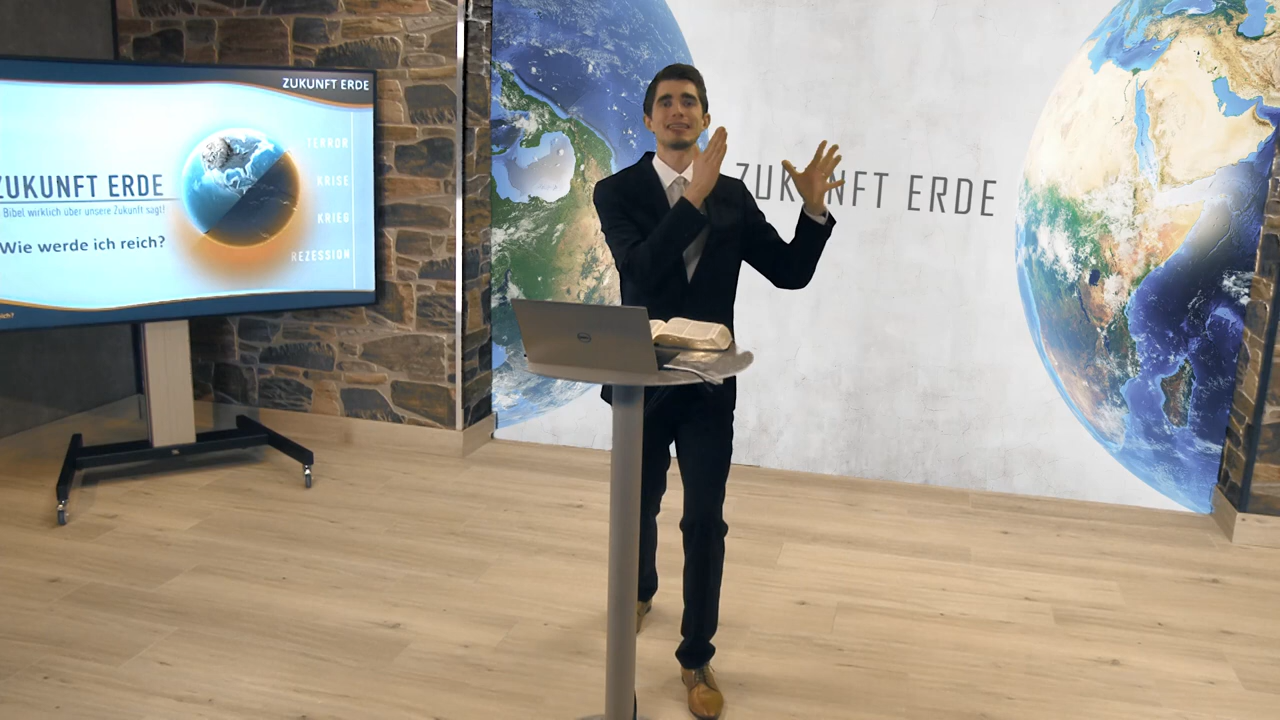 ZUKUNFT ERDE
TERROR
KRISE
ZUKUNFT ERDE
Bibel wirklich über unsere Zukunft sagt!
KRIEG
Wie werde ich reich?
REZESSION
ZUKUNFT ERDE
DELL